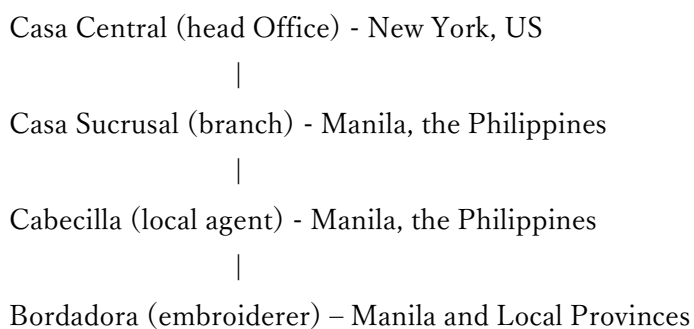 Casa Central (head Office) - New York, US
|
Casa Sucrusal (branch) - Manila, the Philippines
|
Cabecilla (local agent) - Manila, the Philippines
|
Bordadora (embroiderer) – Manila and Local Provinces